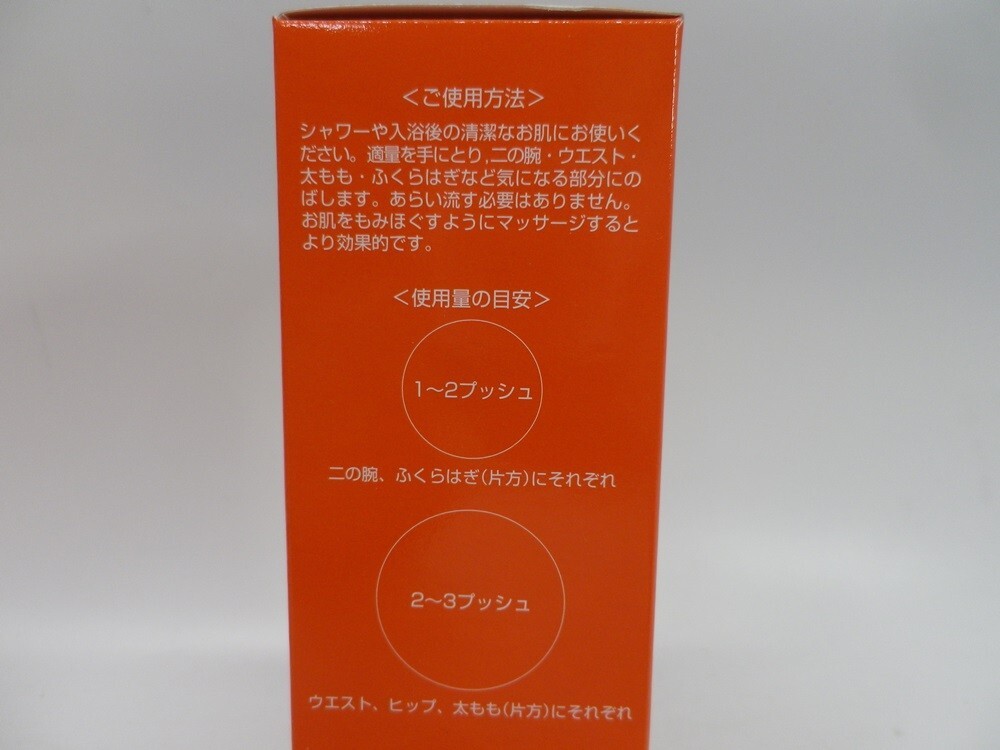 ＜ご使用方法＞
シャワーや入浴後の清潔なお肌にお使いく
ださい。適量を手にとり,二の腕・ウエスト・
太もも・ふくらはぎなど気になる部分にの
ばします。あらい流す必要はありません。
お肌をもみほぐすようにマッサージすると
より効果的です。
＜使用量の目安＞
1〜2プッシュ
二の腕、ふくらはぎ(片方)にそれぞれ
2〜3プッシュ
ウエスト、ヒップ、太もも(片方)にそれぞれ